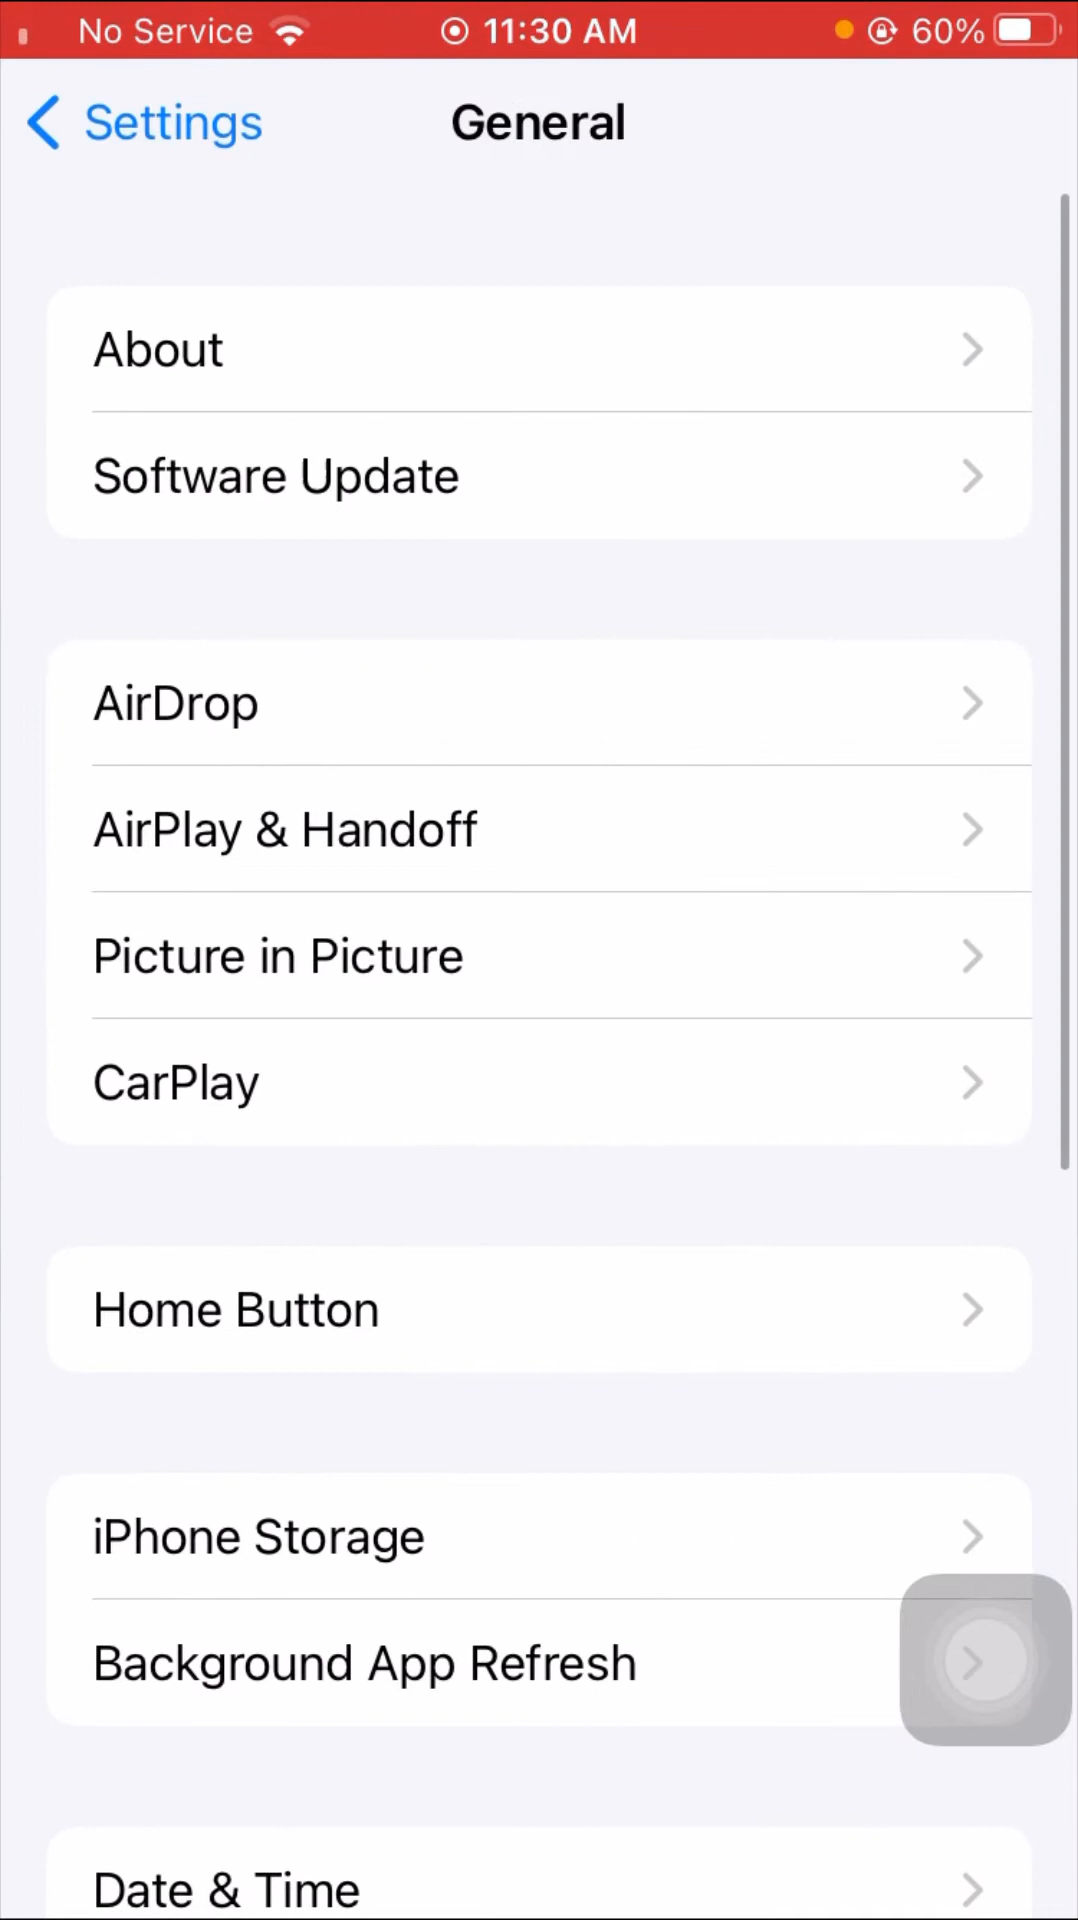 No Service 11:30 AM 60%
Settings General
About
Software Update
AirDrop
AirPlay & Handoff
Picture in Picture
CarPlay
Home Button
iPhone Storage
Background App Refresh
Date & Time